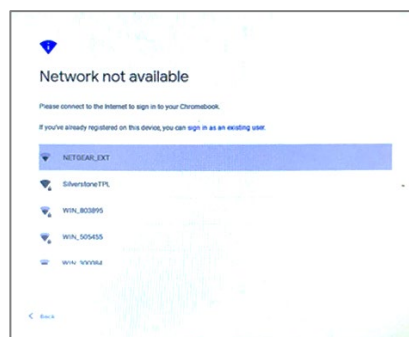 Network not available
Please connect to the Internet to sign in to your Chromebook.
If you've already registered on this device, you can sign in as an existing user.
NETGEAR_EXT
SilverstoneTPL
WIN_803895
WIN_505455
Back